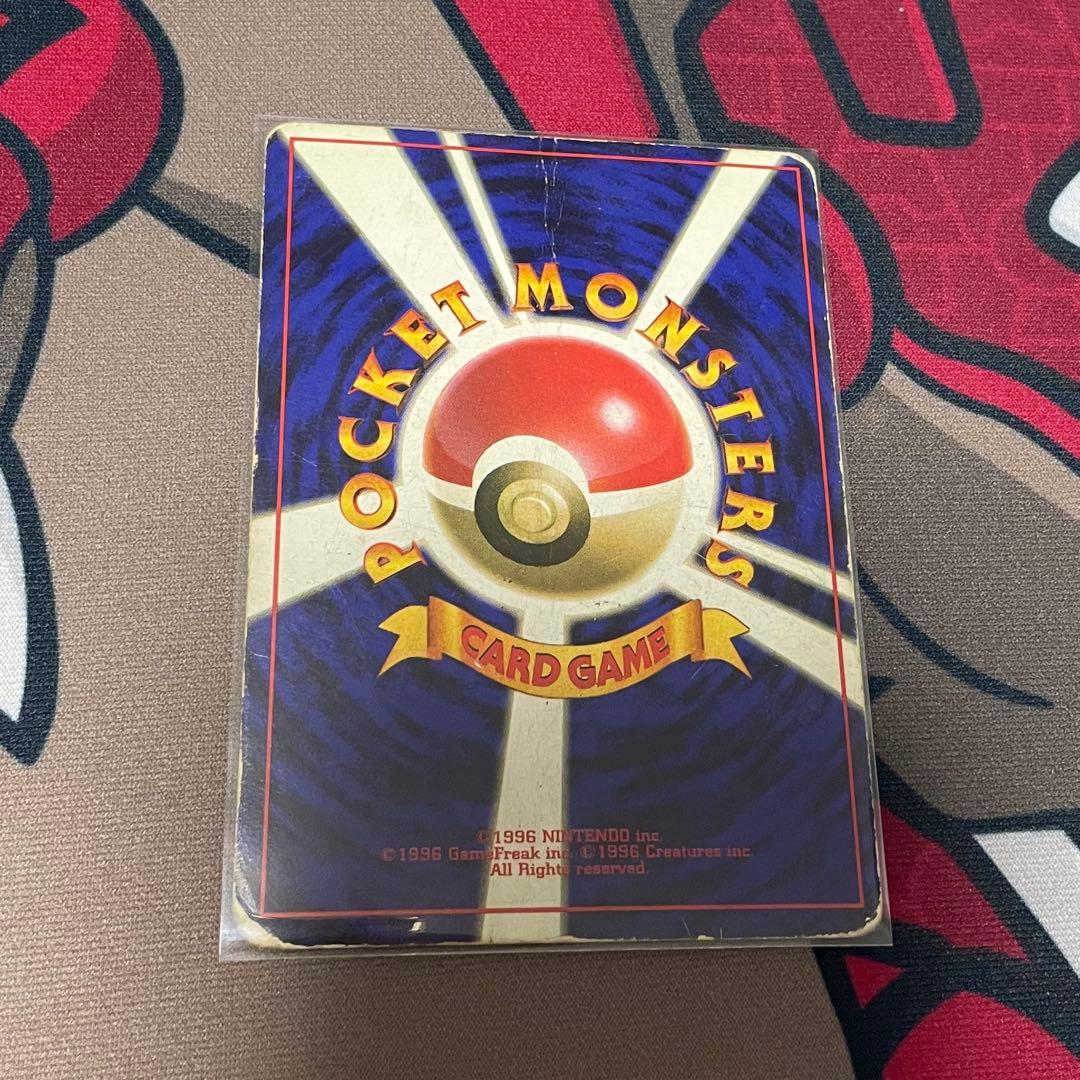 POCKET MONSTERS
CARD GAME
©1996 NINTENDO inc.
©1996 GameFreak inc. ©1996 Creatures inc.
All Rights reserved.